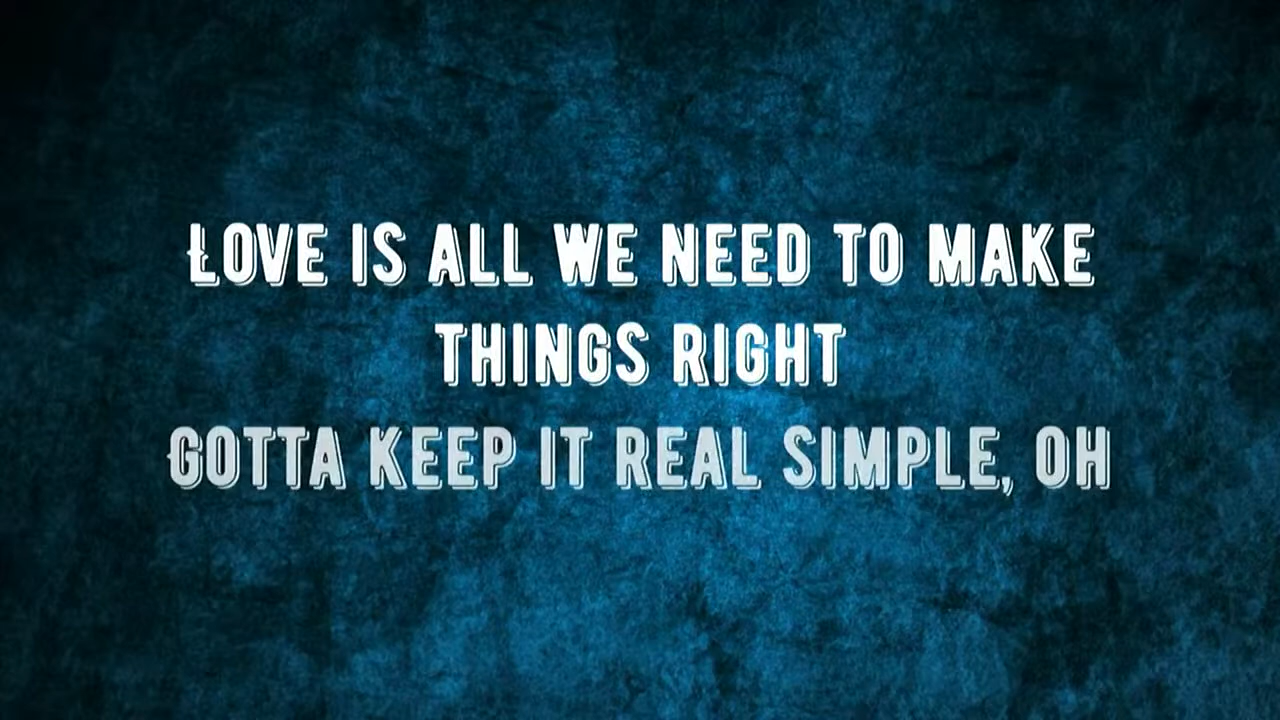 Love is all we need to make
things right
Gotta keep it real simple, oh